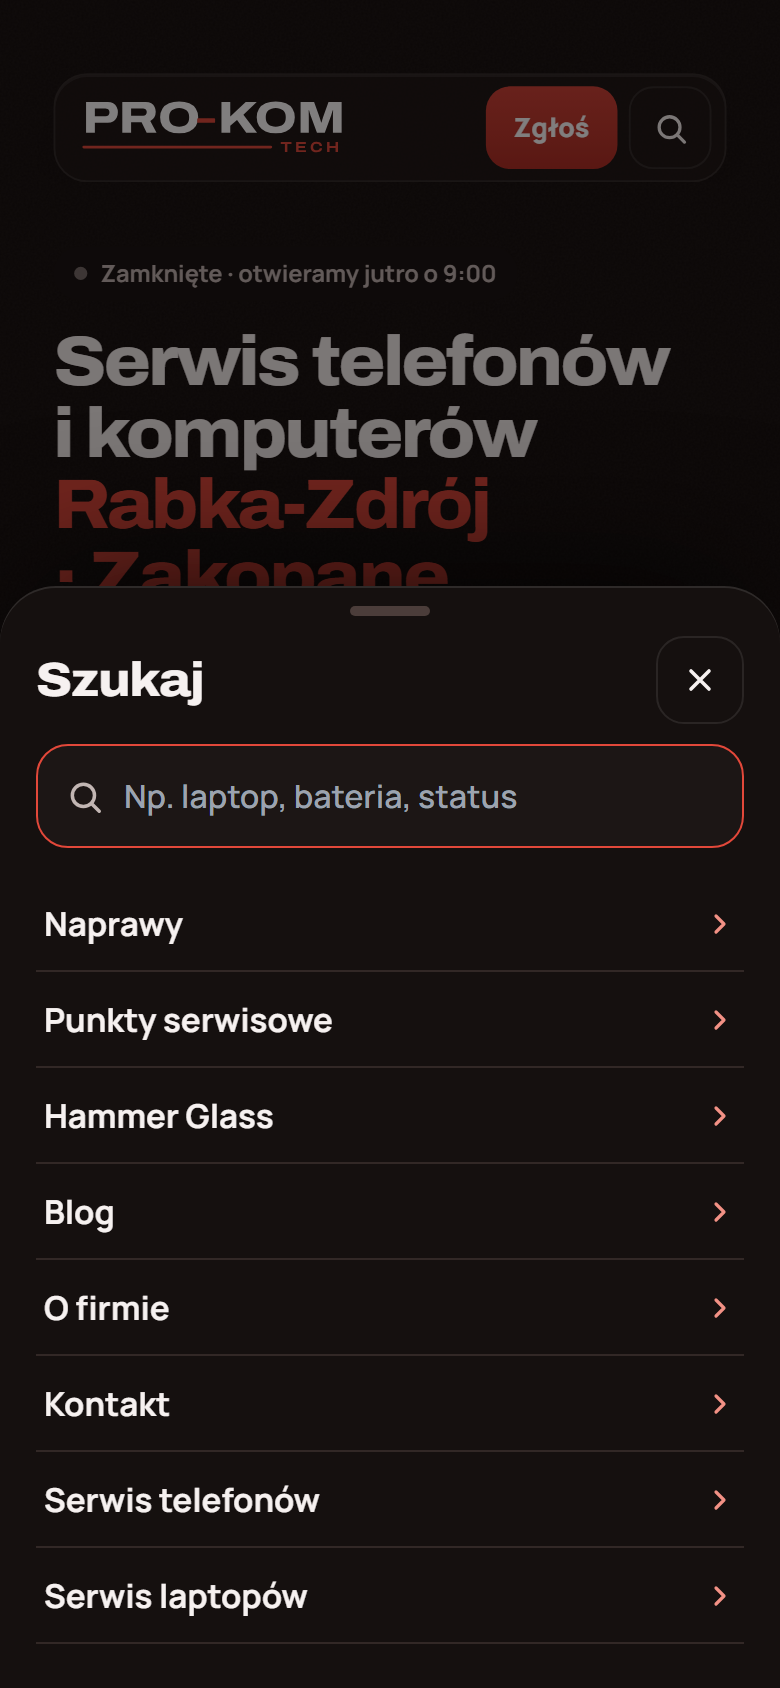 PRO-KOM
TECH
Zgłoś
Zamknięte · otwieramy jutro o 9:00
Serwis telefonów
i komputerów
Rabka-Zdrój
· Zakopane
Szukaj
Np. laptop, bateria, status
Naprawy
Punkty serwisowe
Hammer Glass
Blog
O firmie
Kontakt
Serwis telefonów
Serwis laptopów